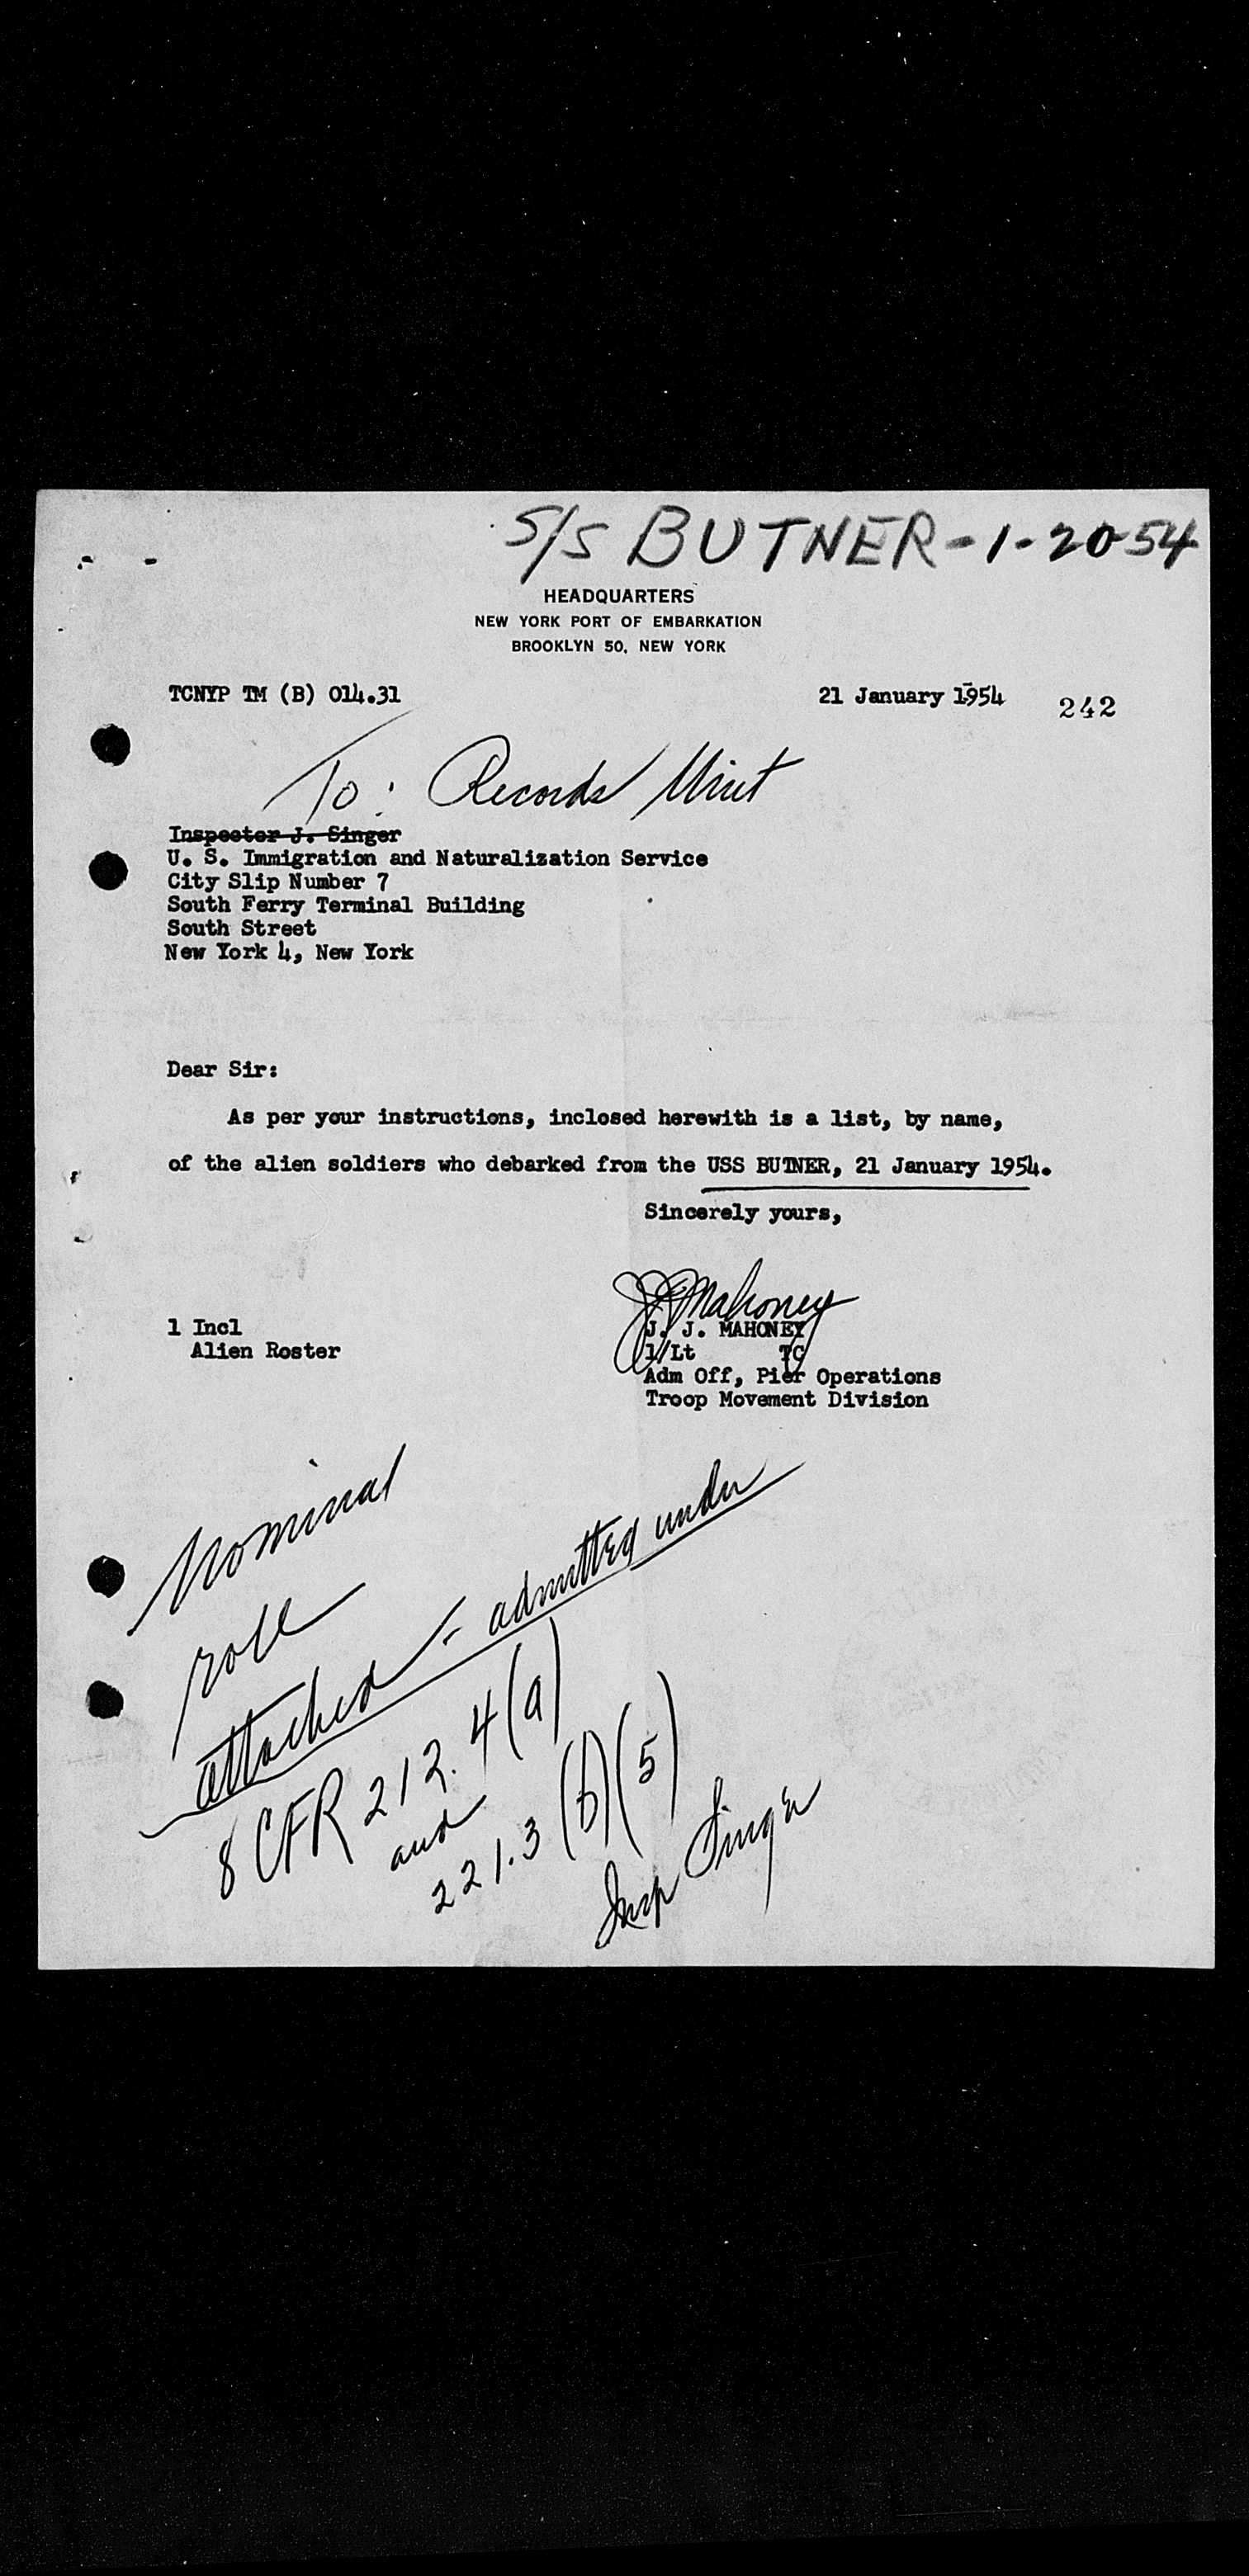 S/S BUTNER-1-20-54
HEADQUARTERS
NEW YORK PORT OF EMBARKATION
BROOKLYN 50, NEW YORK
TCNYP TM (B) 014.31
21 January 1954
242
To: Records Unit
Inspector J. Singer
U. S. Immigration and Naturalization Service
City Slip Number 7
South Ferry Terminal Building
South Street
New York 4, New York
Dear Sir:
As per your instructions, inclosed herewith is a list, by name,
of the alien soldiers who debarked from the USS BUTNER, 21 January 1954.
Sincerely yours,
JJ Mahoney
1 Incl
Alien Roster
J. J. MAHONEY
1/Lt TC
Adm Off, Pier Operations
Troop Movement Division
Nominal
roll
attached - admitted under
8 CFR 212.4(a)
and
221.3(b)(5)
Insp Singer